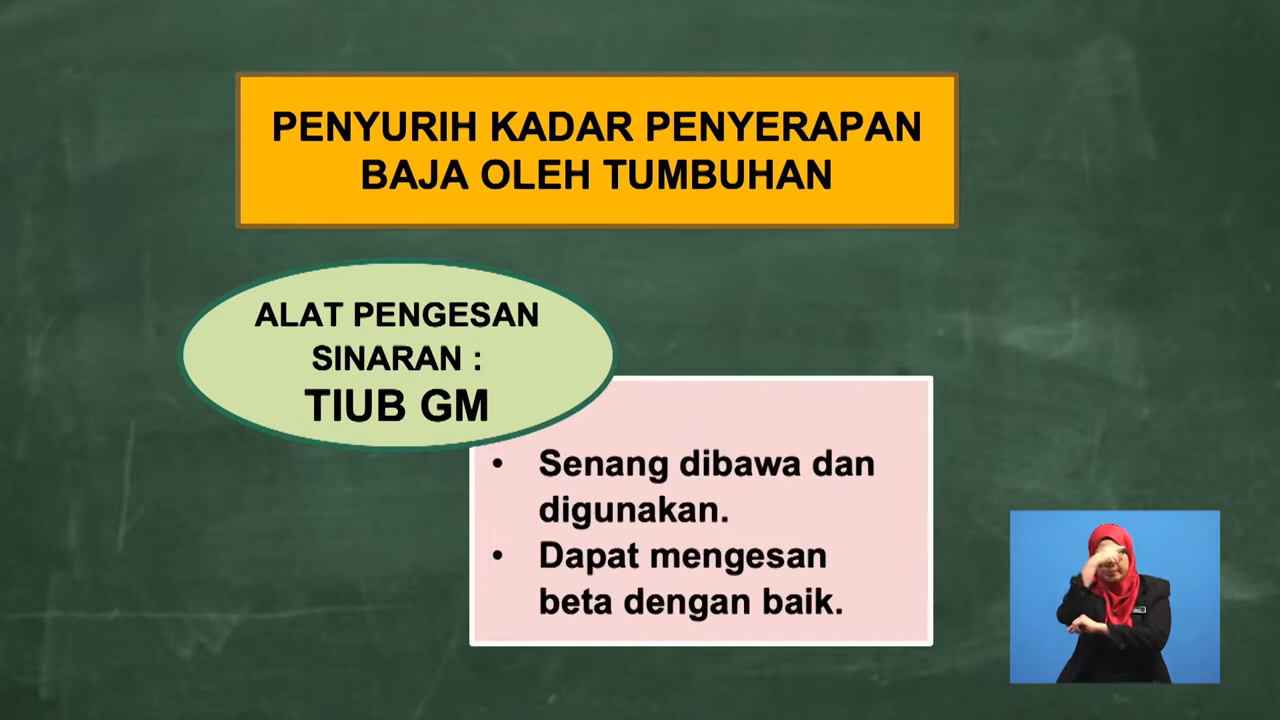 PENYURIH KADAR PENYERAPAN
BAJA OLEH TUMBUHAN
ALAT PENGESAN
SINARAN :
TIUB GM
• Senang dibawa dan
digunakan.
• Dapat mengesan
beta dengan baik.